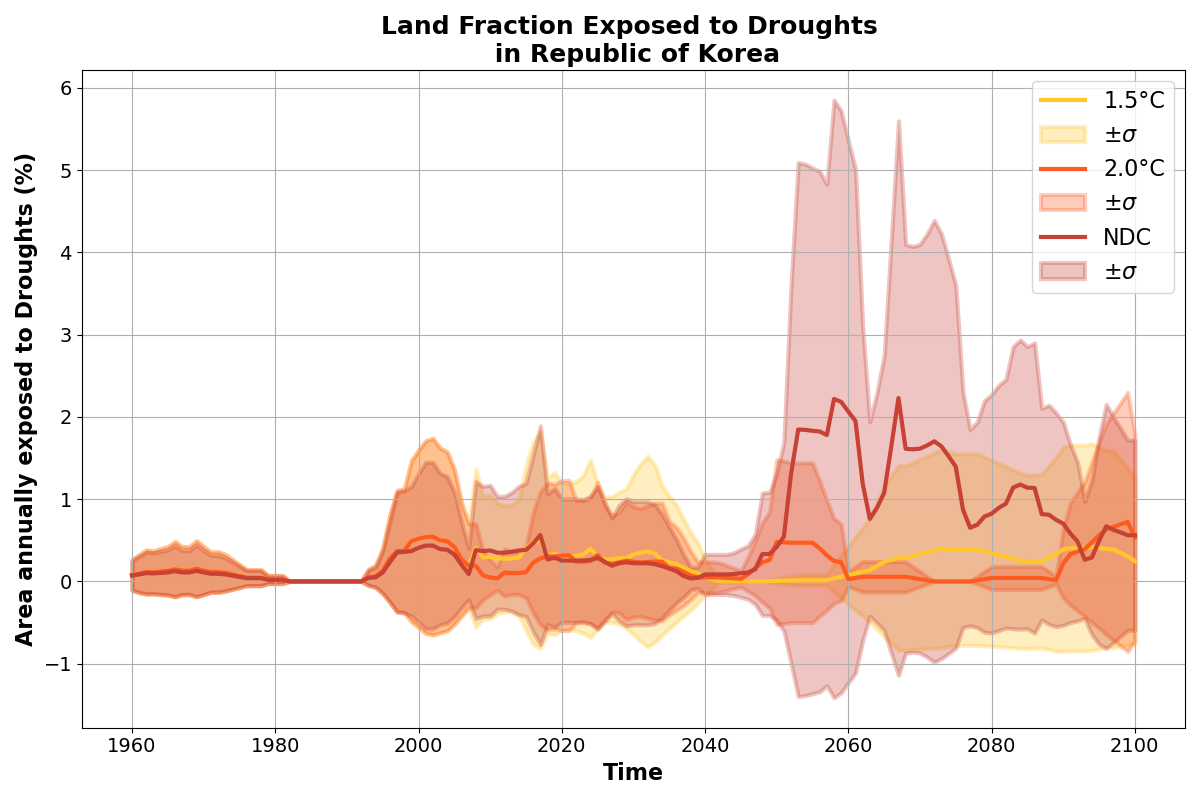 Land Fraction Exposed to Droughts
in Republic of Korea
Area annually exposed to Droughts (%)
6
5
4
3
2
1
0
−1
1960 1980 2000 2020 2040 2060 2080 2100
Time
1.5°C
±σ
2.0°C
±σ
NDC
±σ